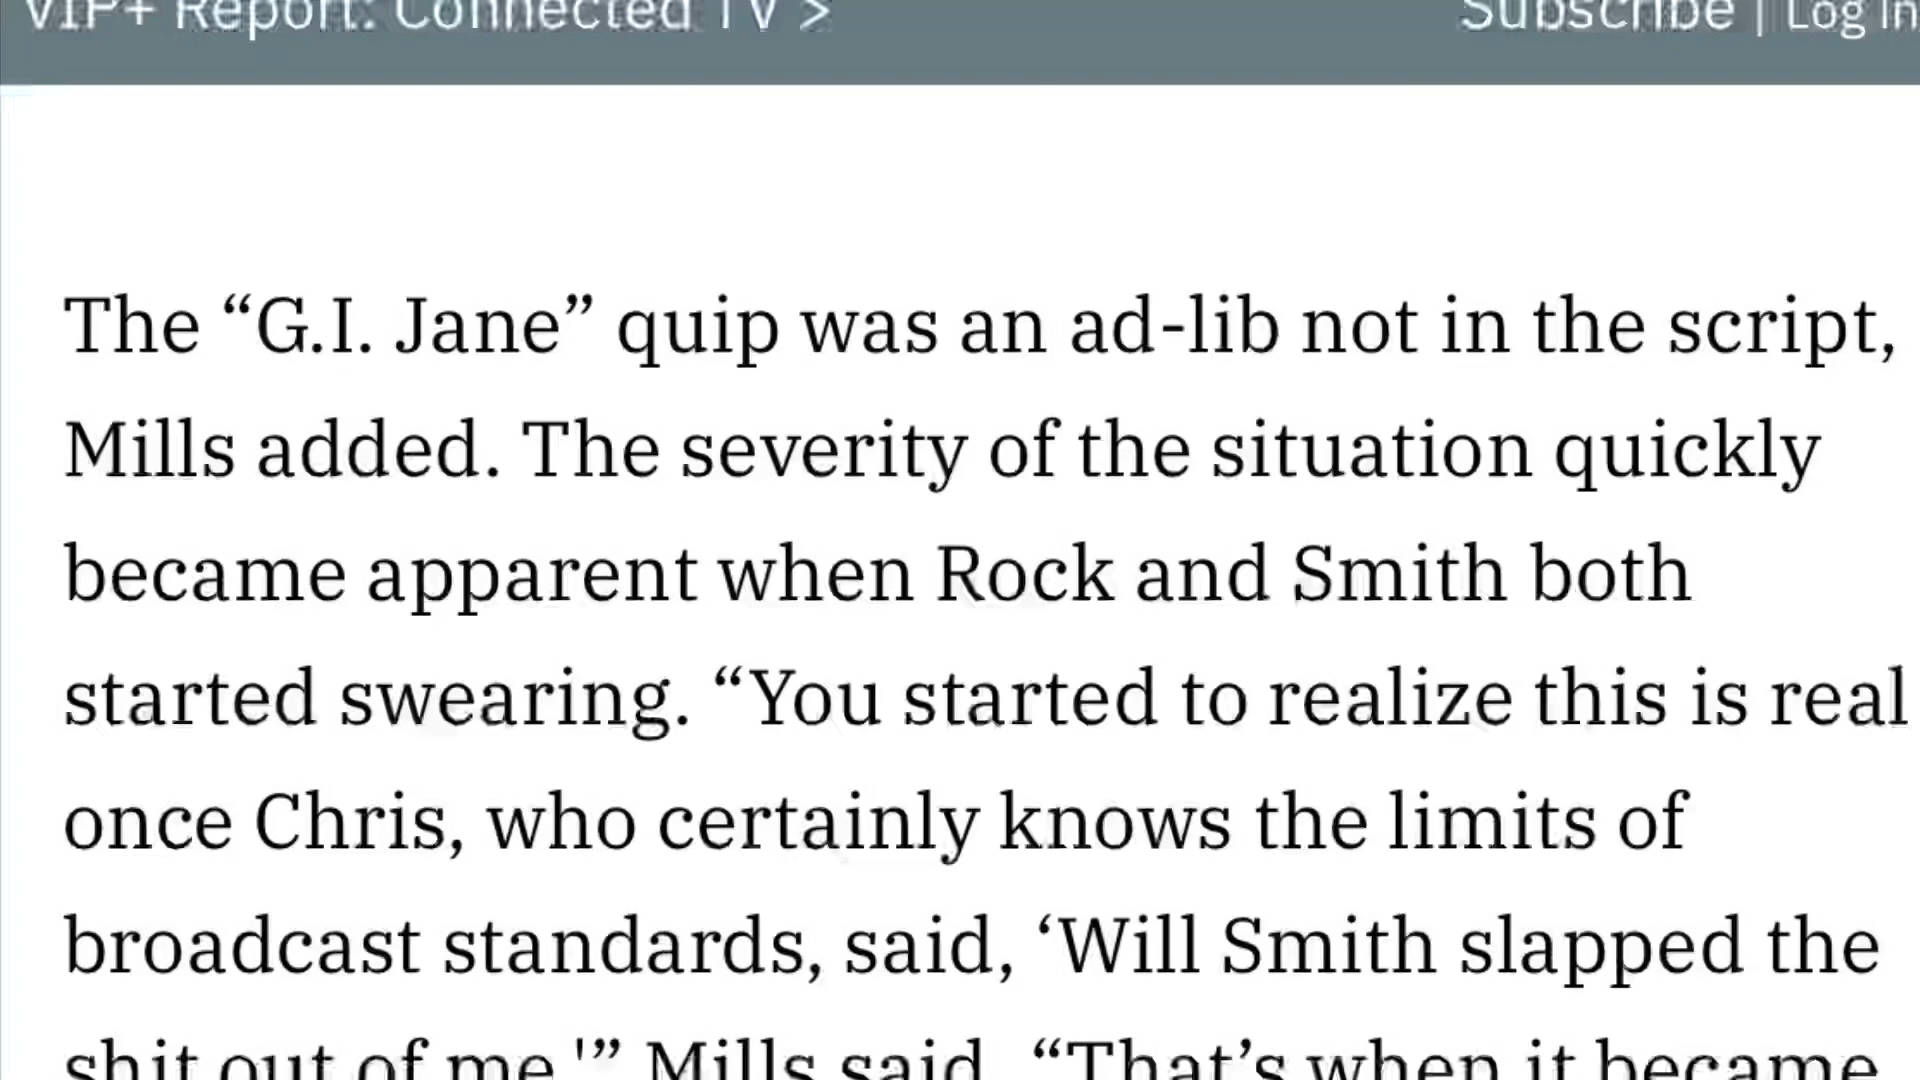 VIP+ Report: Connected TV >
Subscribe | Log in
The “G.I. Jane” quip was an ad-lib not in the script,
Mills added. The severity of the situation quickly
became apparent when Rock and Smith both
started swearing. “You started to realize this is real
once Chris, who certainly knows the limits of
broadcast standards, said, ‘Will Smith slapped the
shit out of me.'” Mills said. “That’s when it became